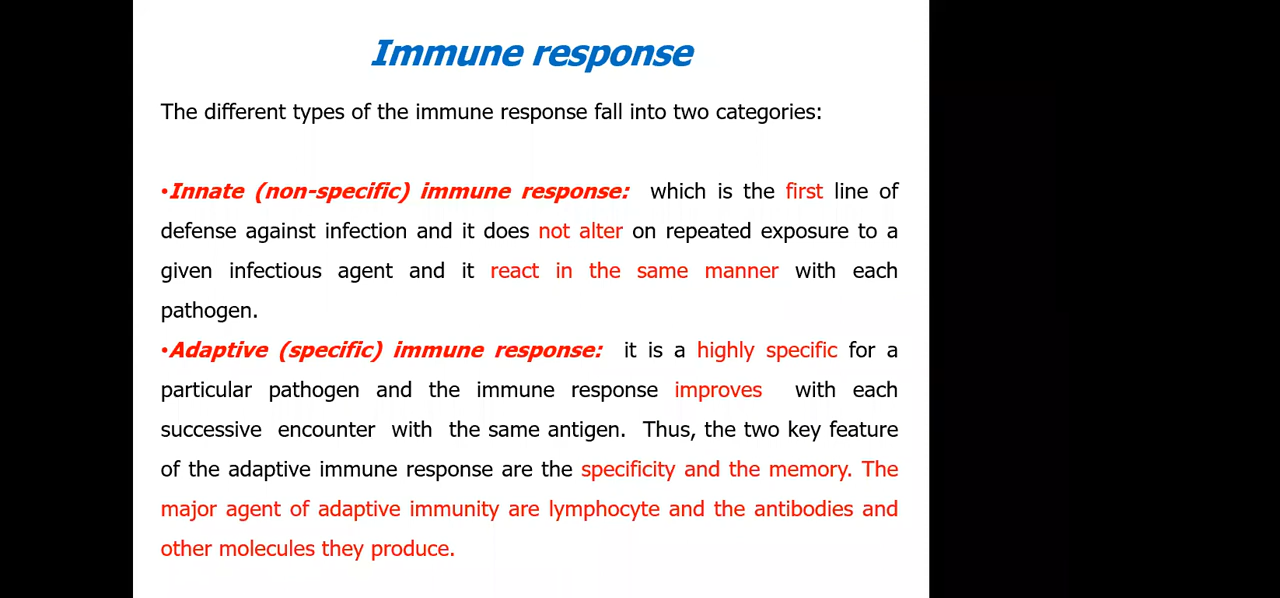 Immune response
The different types of the immune response fall into two categories:
•Innate (non-specific) immune response: which is the first line of
defense against infection and it does not alter on repeated exposure to a
given infectious agent and it react in the same manner with each
pathogen.
•Adaptive (specific) immune response: it is a highly specific for a
particular pathogen and the immune response improves with each
successive encounter with the same antigen. Thus, the two key feature
of the adaptive immune response are the specificity and the memory. The
major agent of adaptive immunity are lymphocyte and the antibodies and
other molecules they produce.